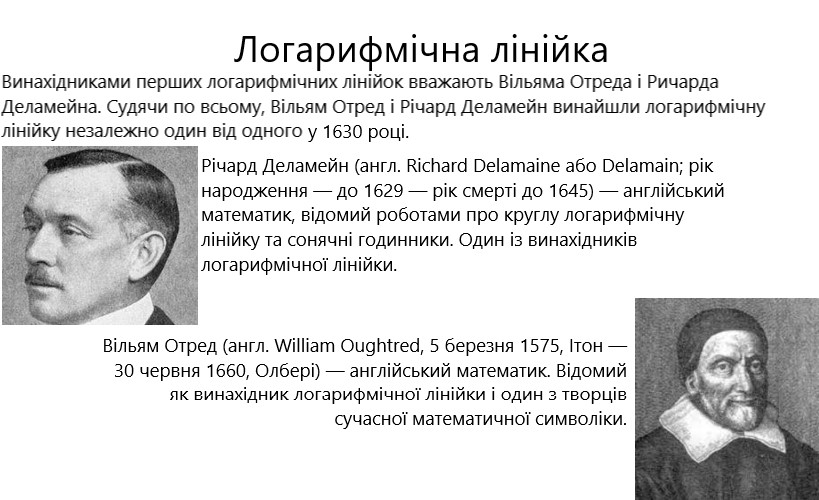 Логарифмічна лінійка
Винахідниками перших логарифмічних лінійок вважають Вільяма Отреда і Ричарда
Деламейна. Судячи по всьому, Вільям Отред і Річард Деламейн винайшли логарифмічну
лінійку незалежно один від одного у 1630 році.
Річард Деламейн (англ. Richard Delamaine або Delamain; рік
народження — до 1629 — рік смерті до 1645) — англійський
математик, відомий роботами про круглу логарифмічну
лінійку та сонячні годинники. Один із винахідників
логарифмічної лінійки.
Вільям Отред (англ. William Oughtred, 5 березня 1575, Ітон —
30 червня 1660, Олбері) — англійський математик. Відомий
як винахідник логарифмічної лінійки і один з творців
сучасної математичної символіки.